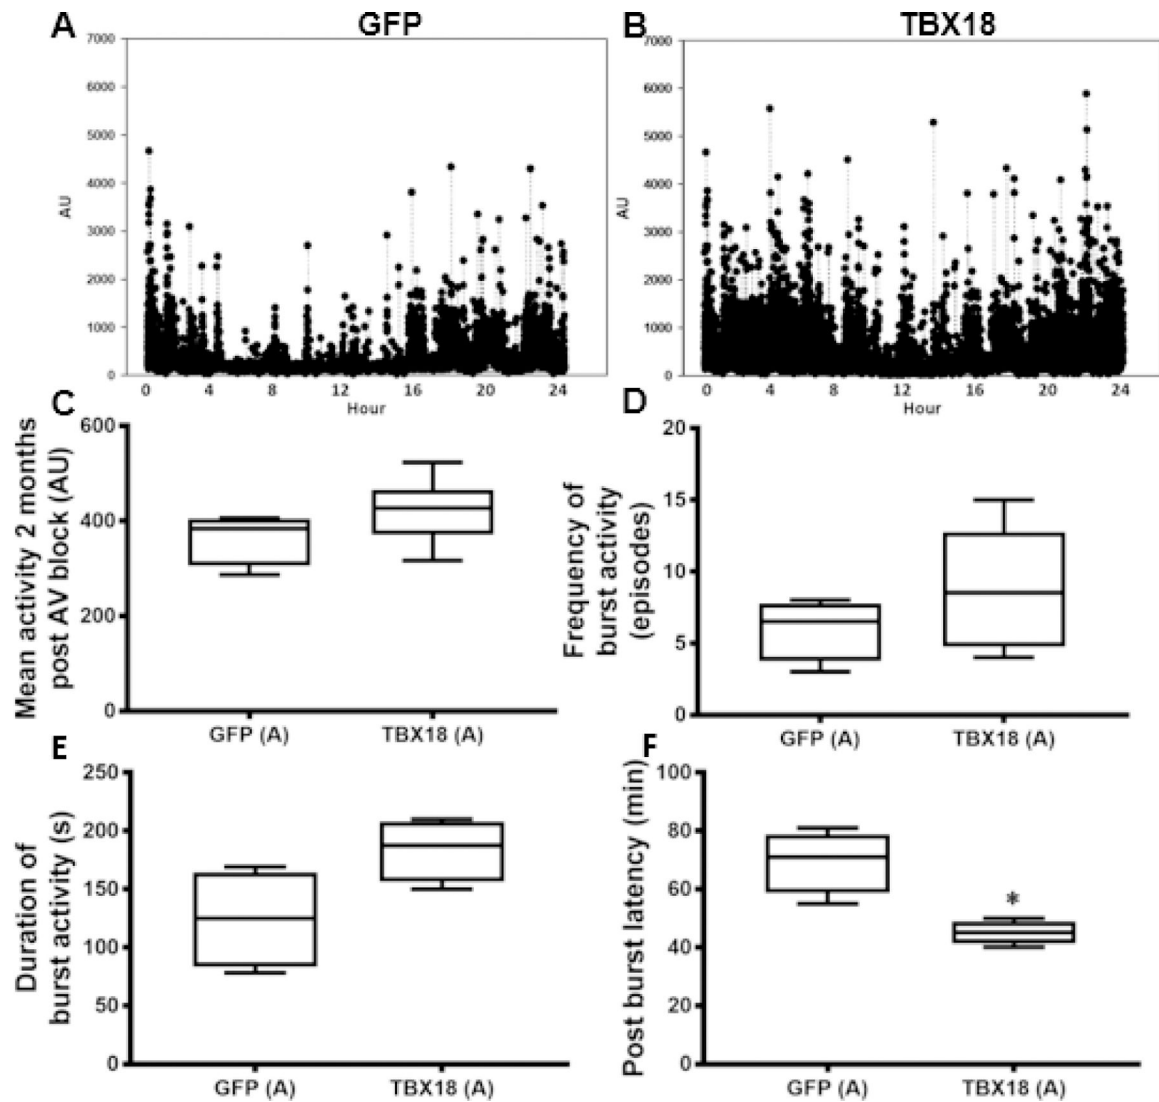 A GFP
B TBX18
7000
6000
5000
4000
3000
2000
1000
0
AU
0 4 8 12 16 20 24
Hour
7000
6000
5000
4000
3000
2000
1000
0
AU
0 4 8 12 16 20 24
Hour
C
600
400
200
0
Mean activity 2 months
post AV block (AU)
GFP (A) TBX18 (A)
D
20
15
10
5
0
Frequency of
burst activity
(episodes)
GFP (A) TBX18 (A)
E
250
200
150
100
50
0
Duration of
burst activity (s)
GFP (A) TBX18 (A)
F
100
80
60
40
20
0
Post burst latency (min)
*
GFP (A) TBX18 (A)